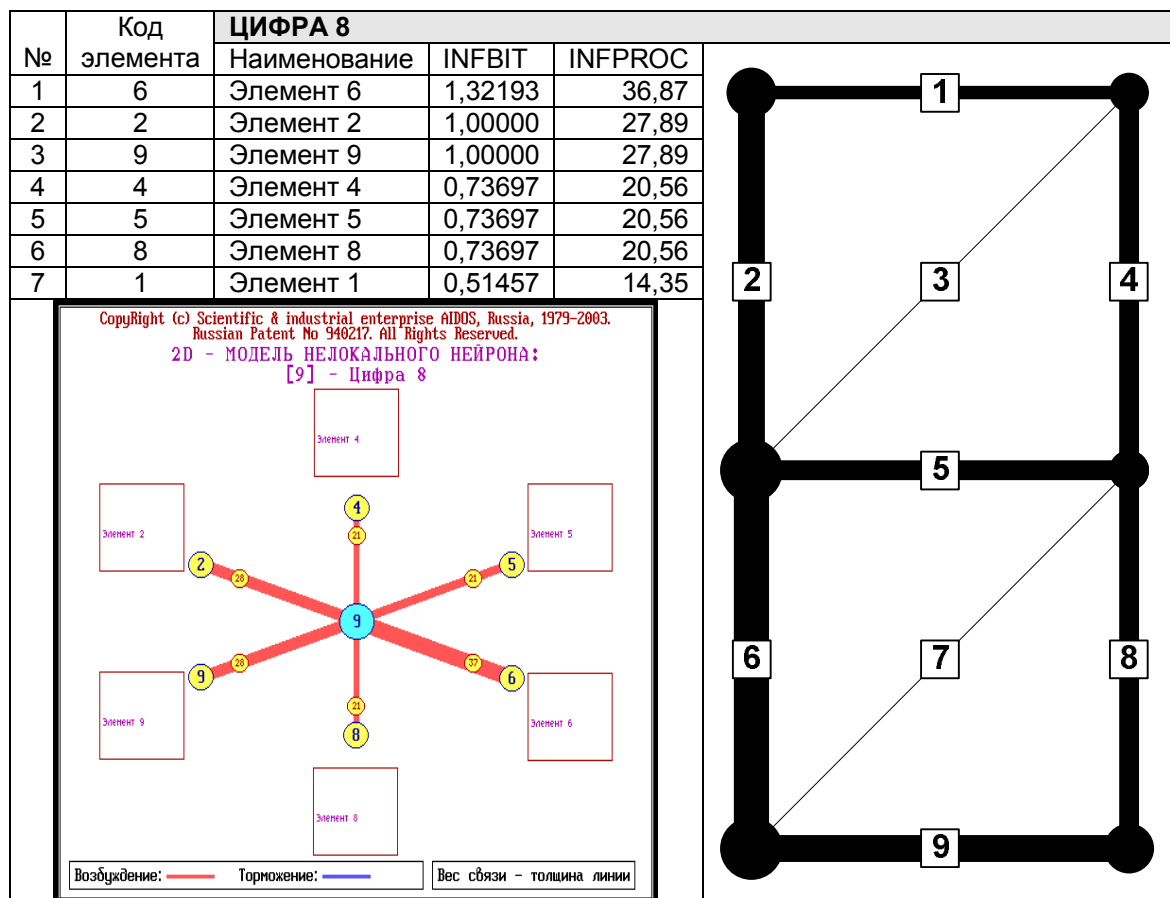 № Код элемента ЦИФРА 8
Наименование INFBIT INFPROC
1 6 Элемент 6 1,32193 36,87
2 2 Элемент 2 1,00000 27,89
3 9 Элемент 9 1,00000 27,89
4 4 Элемент 4 0,73697 20,56
5 5 Элемент 5 0,73697 20,56
6 8 Элемент 8 0,73697 20,56
7 1 Элемент 1 0,51457 14,35
CopyRight (c) Scientific & industrial enterprise AIDOS, Russia, 1979-2003.
Russian Patent No 940217. All Rights Reserved.
2D - МОДЕЛЬ НЕЛОКАЛЬНОГО НЕЙРОНА:
[9] - Цифра 8
Элемент 4
4
21
Элемент 2
2
28
Элемент 5
5
21
9
Элемент 9
9
28
Элемент 6
6
37
21
8
Элемент 8
Возбуждение: Торможение: Вес связи - толщина линии
1
2
3
4
5
6
7
8
9